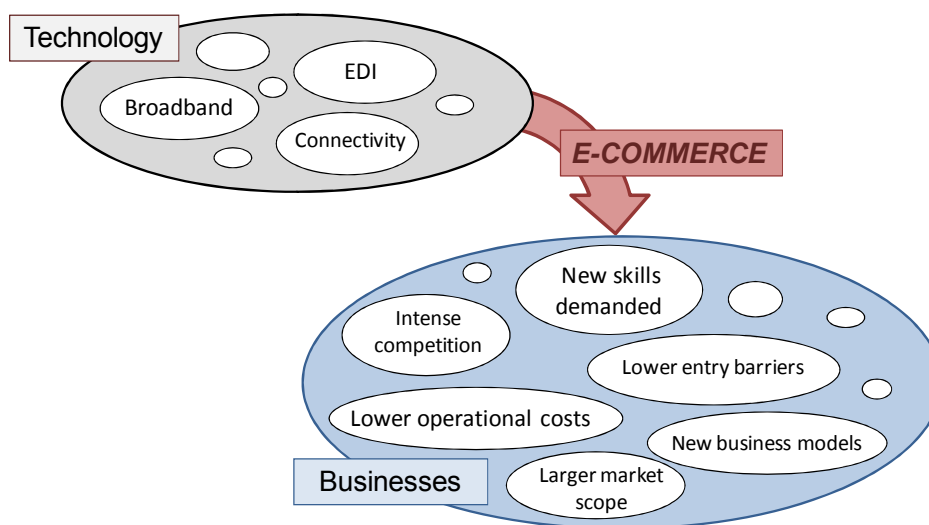 Technology
EDI
Broadband
Connectivity
E-COMMERCE
New skills
demanded
Intense
competition
Lower entry barriers
Lower operational costs
New business models
Larger market
scope
Businesses